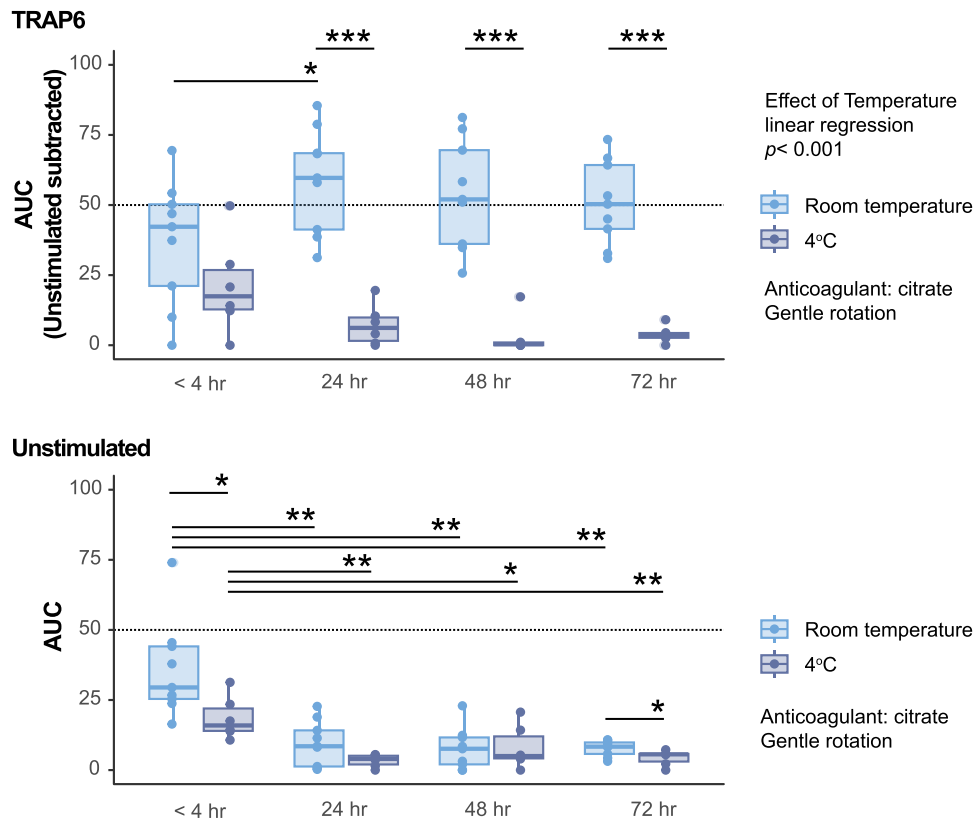 TRAP6
***
***
***
*
100
75
50
25
0
AUC
(Unstimulated subtracted)
< 4 hr
24 hr
48 hr
72 hr
Effect of Temperature
linear regression
p< 0.001
Room temperature
4°C
Anticoagulant: citrate
Gentle rotation
Unstimulated
*
**
**
**
**
*
**
*
100
75
50
25
0
AUC
< 4 hr
24 hr
48 hr
72 hr
Room temperature
4°C
Anticoagulant: citrate
Gentle rotation